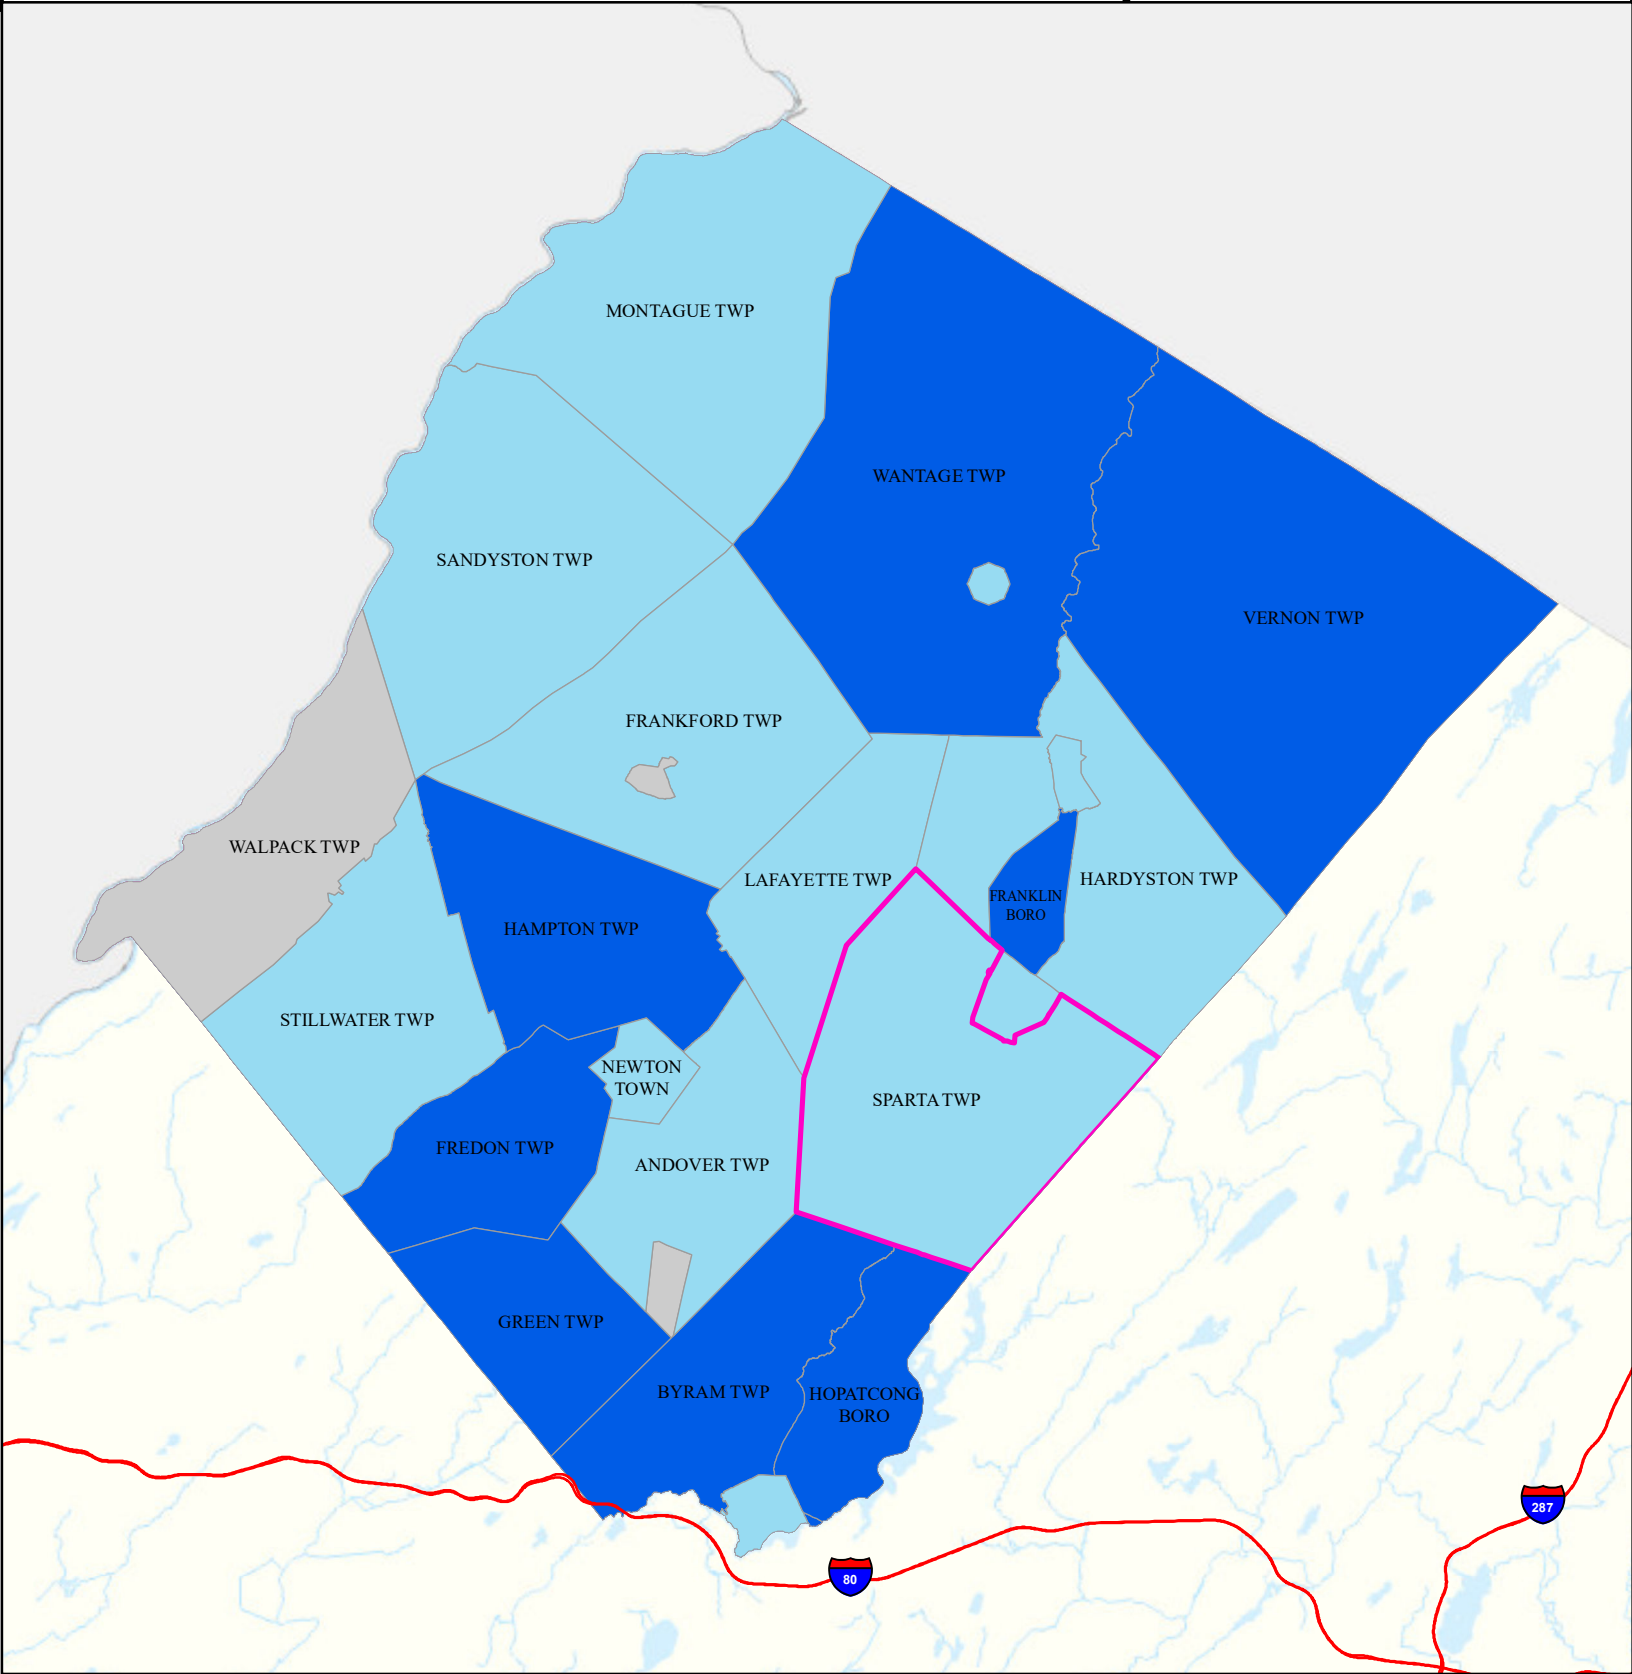 MONTAGUE TWP
WANTAGE TWP
SANDYSTON TWP
VERNON TWP
FRANKFORD TWP
WALPACK TWP
LAFAYETTE TWP
HARDYSTON TWP
FRANKLIN
BORO
HAMPTON TWP
STILLWATER TWP
NEWTON
TOWN
SPARTA TWP
FREDON TWP
ANDOVER TWP
GREEN TWP
BYRAM TWP
HOPATCONG
BORO
287
80